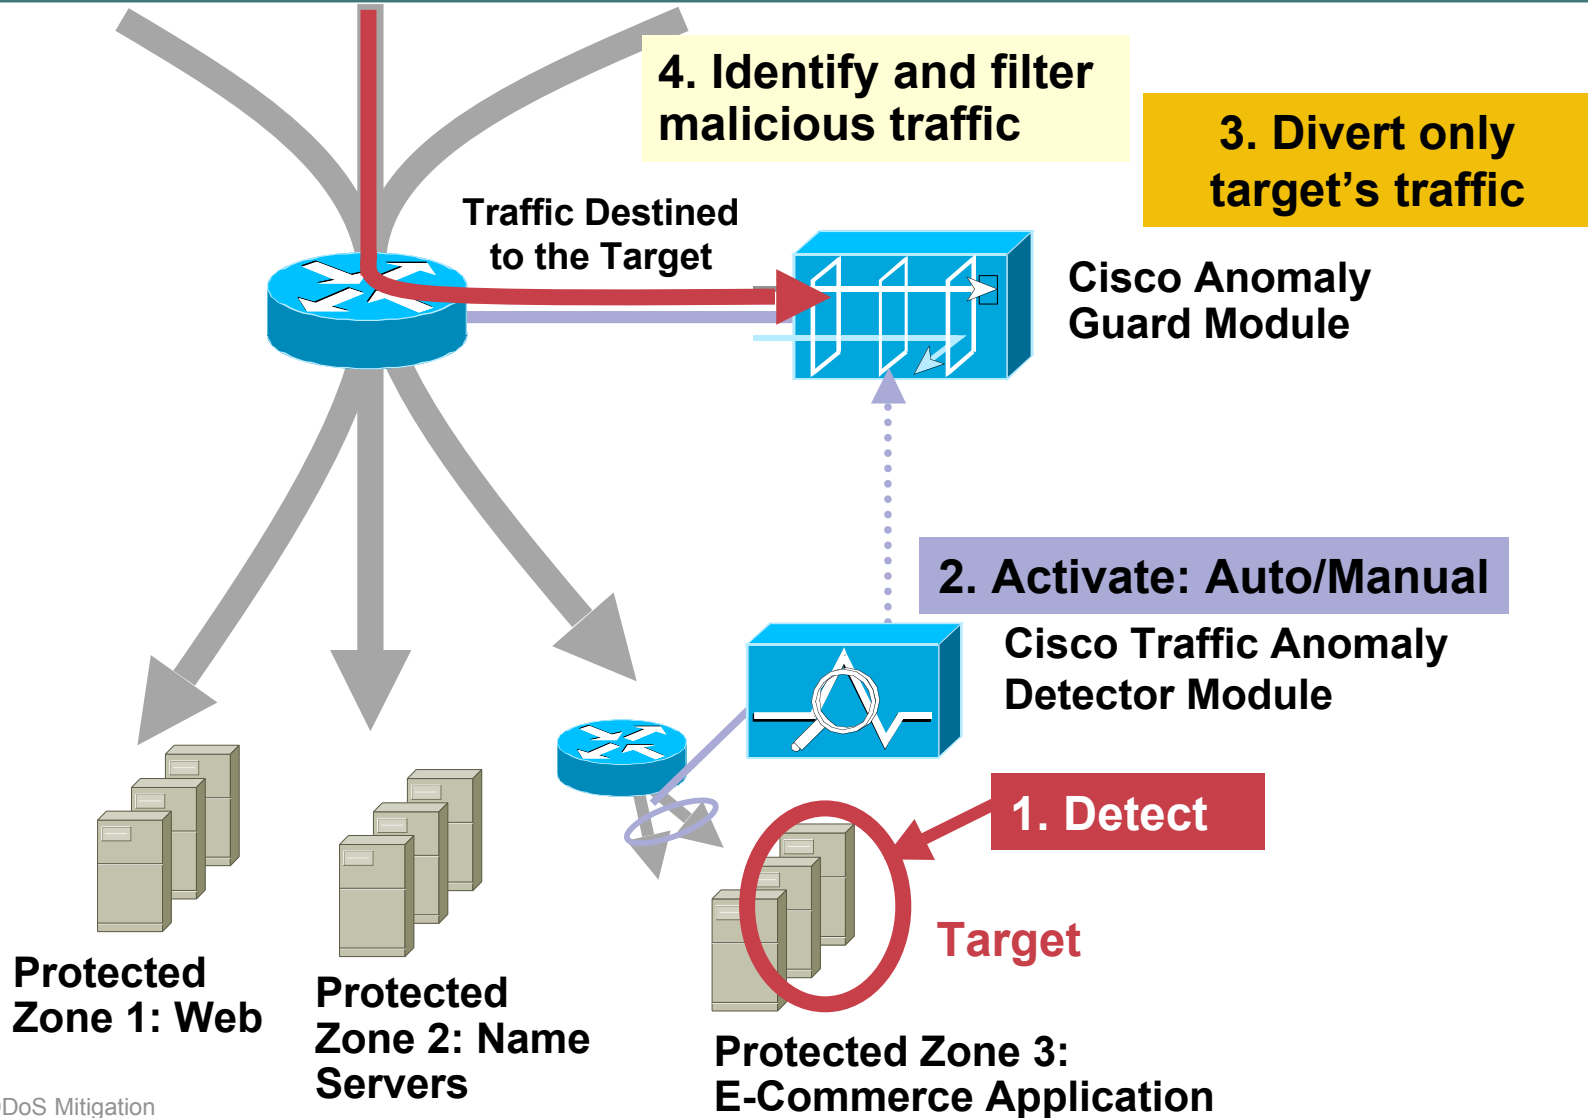 4. Identify and filter
malicious traffic
3. Divert only
target's traffic
Traffic Destined
to the Target
Cisco Anomaly
Guard Module
2. Activate: Auto/Manual
Cisco Traffic Anomaly
Detector Module
1. Detect
Target
Protected
Zone 1: Web
Protected
Zone 2: Name
Servers
Protected Zone 3:
E-Commerce Application
DoS Mitigation